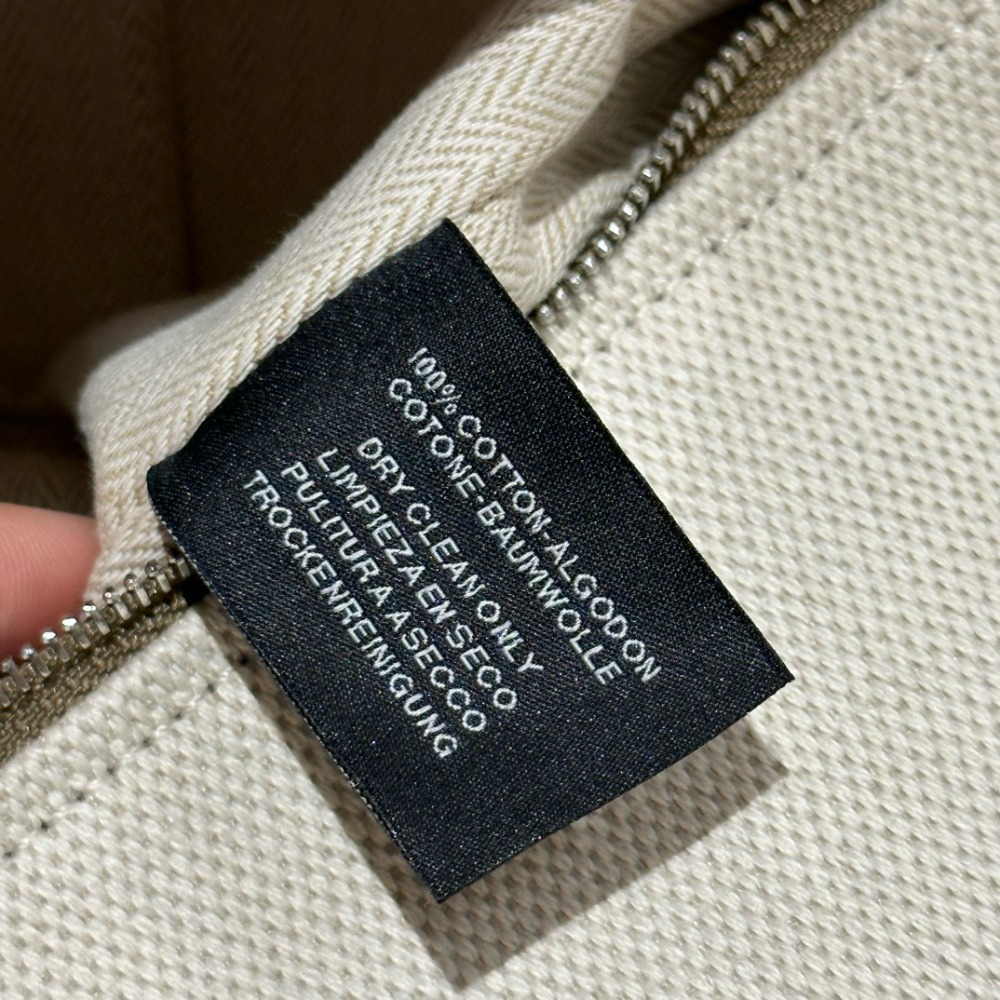 100% COTTON-ALGODON
COTONE-BAUMWOLLE
DRY CLEAN ONLY
LIMPIEZA EN SECO
PULITURA A SECCO
TROCKENREINIGUNG